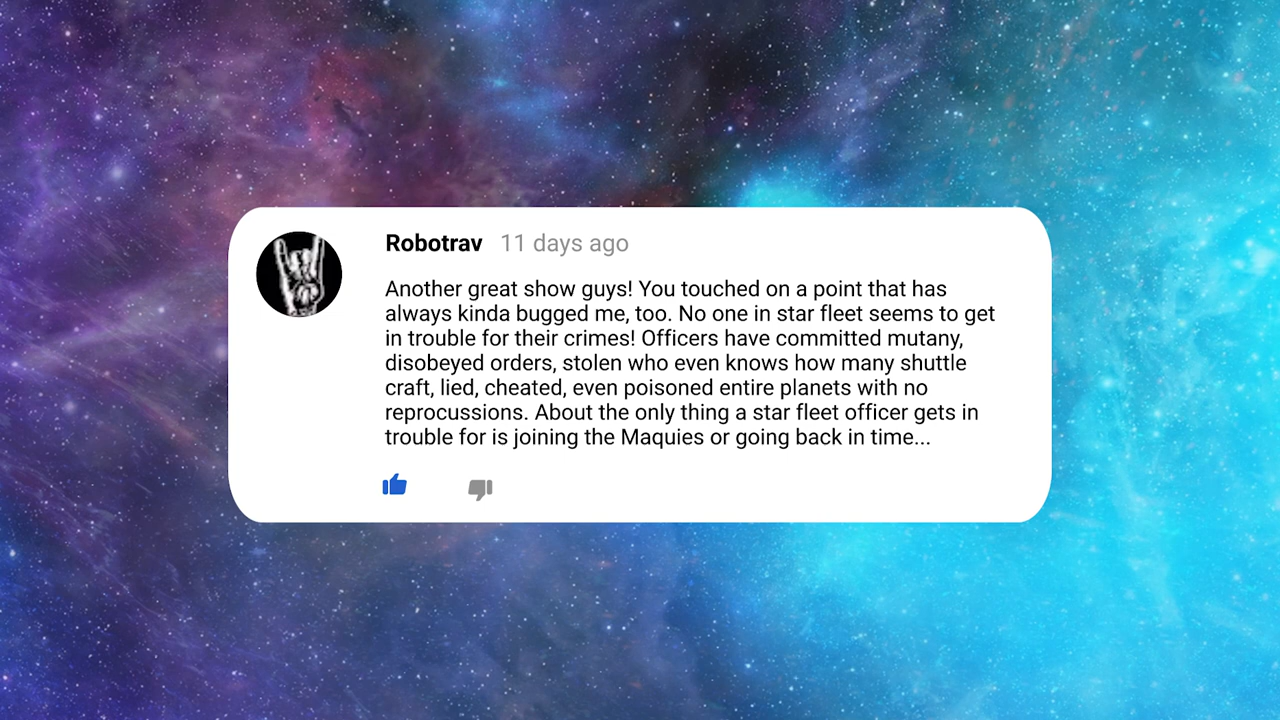 Robotrav 11 days ago
Another great show guys! You touched on a point that has
always kinda bugged me, too. No one in star fleet seems to get
in trouble for their crimes! Officers have committed mutany,
disobeyed orders, stolen who even knows how many shuttle
craft, lied, cheated, even poisoned entire planets with no
reprocussions. About the only thing a star fleet officer gets in
trouble for is joining the Maquies or going back in time...